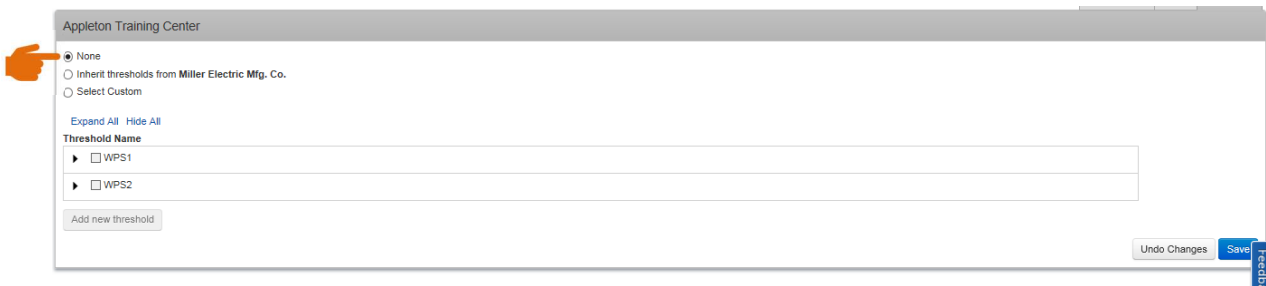 Appleton Training Center
None
Inherit thresholds from Miller Electric Mfg. Co.
Select Custom
Expand All Hide All
Threshold Name
WPS1
WPS2
Add new threshold
Undo Changes Save